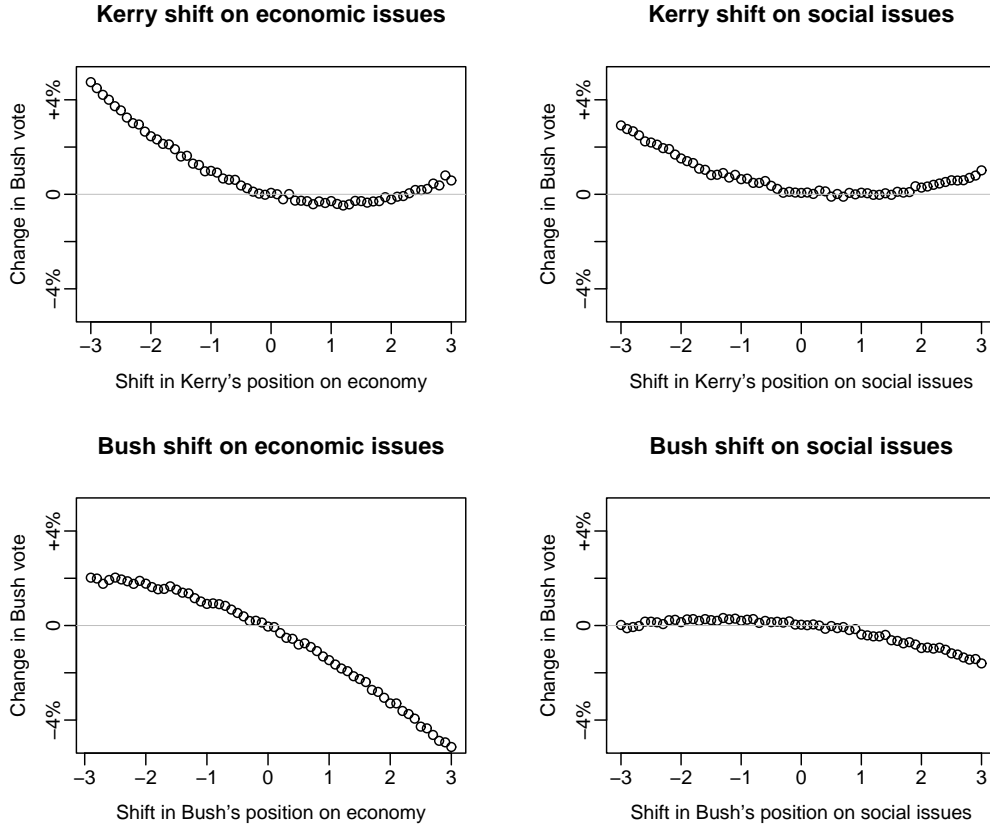 Kerry shift on economic issues
Change in Bush vote
+4%
0
−4%
−3 −2 −1 0 1 2 3
Shift in Kerry's position on economy
Kerry shift on social issues
Change in Bush vote
+4%
0
−4%
−3 −2 −1 0 1 2 3
Shift in Kerry's position on social issues
Bush shift on economic issues
Change in Bush vote
+4%
0
−4%
−3 −2 −1 0 1 2 3
Shift in Bush's position on economy
Bush shift on social issues
Change in Bush vote
+4%
0
−4%
−3 −2 −1 0 1 2 3
Shift in Bush's position on social issues